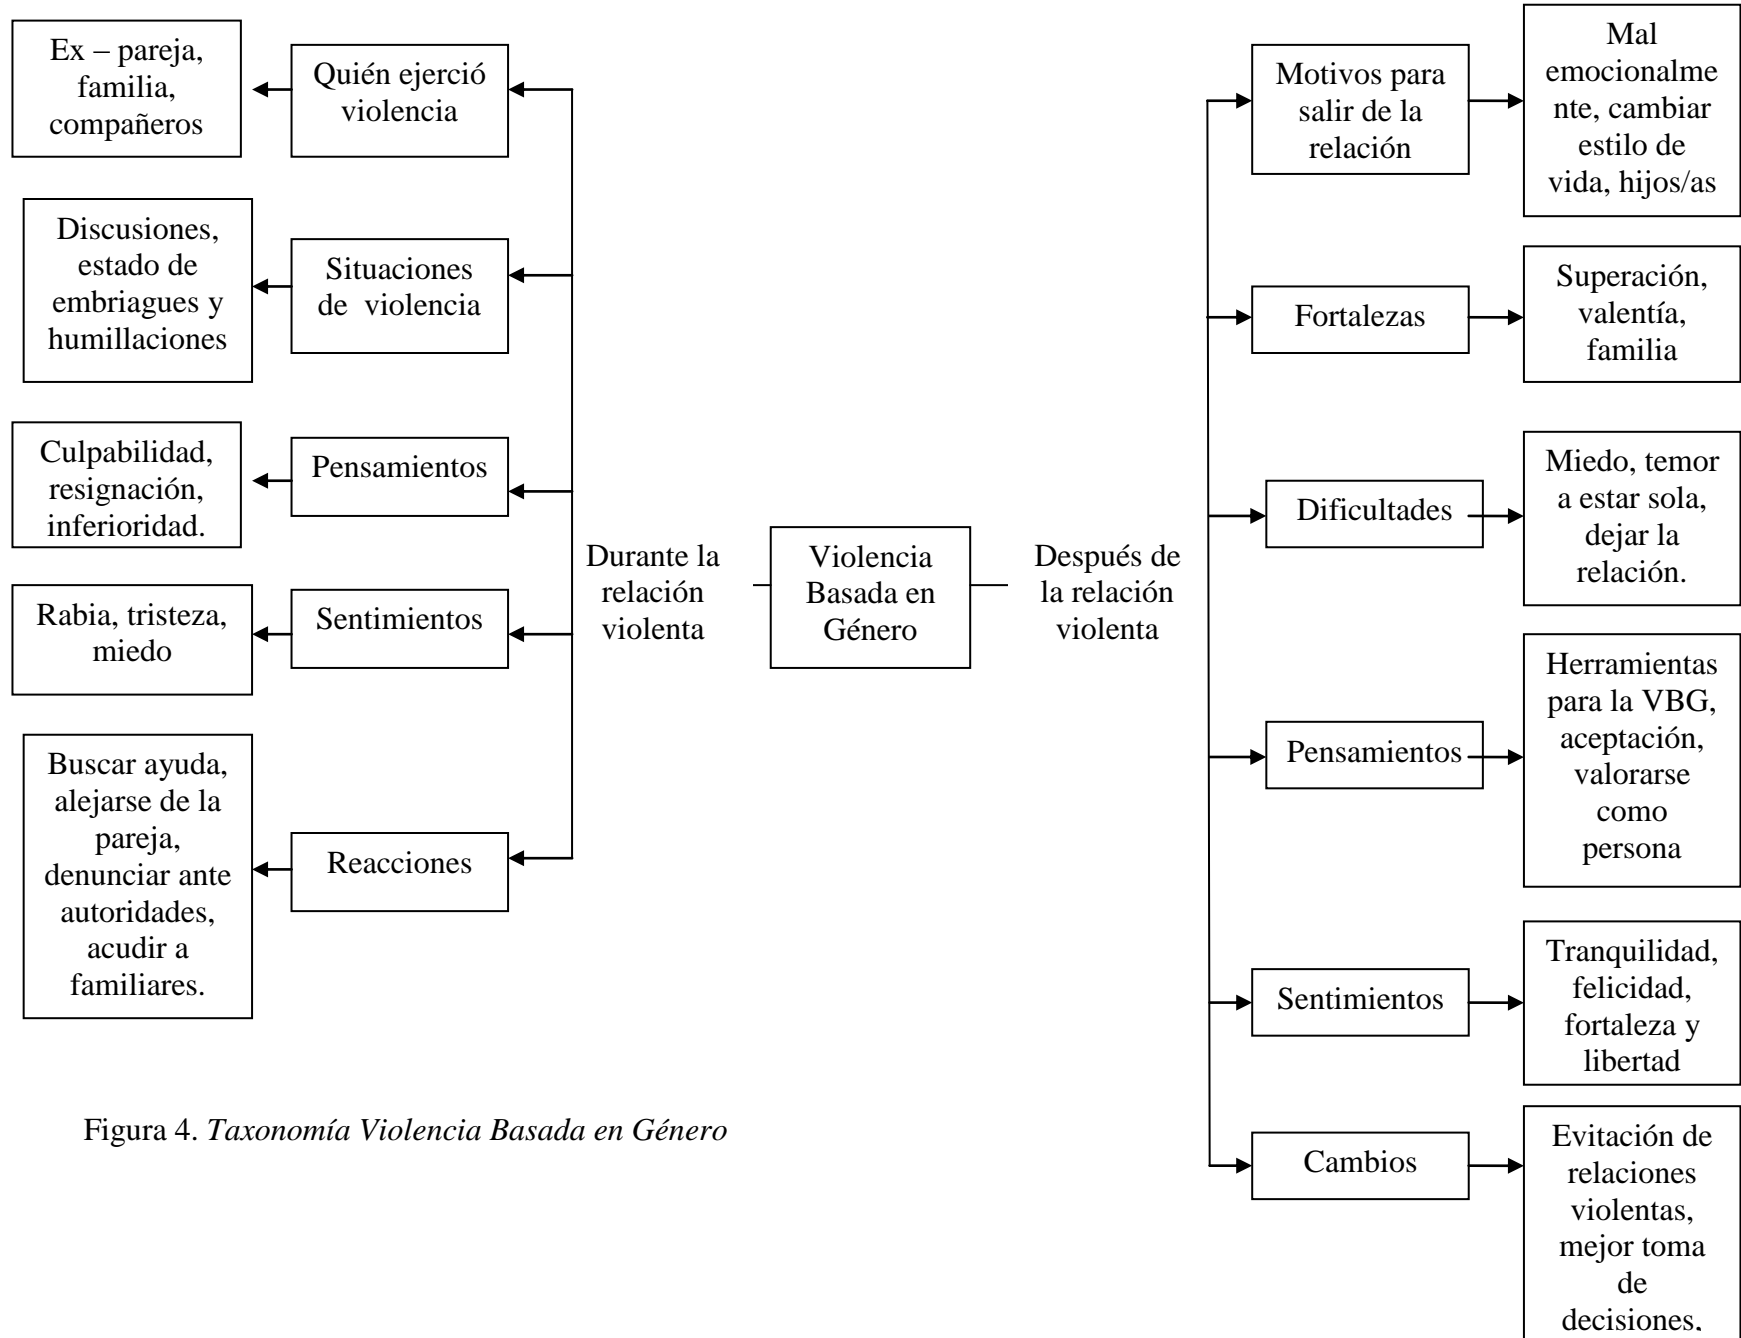 Ex – pareja,
familia,
compañeros
Quién ejerció
violencia
Discusiones,
estado de
embriagues y
humillaciones
Situaciones
de violencia
Culpabilidad,
resignación,
inferioridad.
Pensamientos
Rabia, tristeza,
miedo
Sentimientos
Buscar ayuda,
alejarse de la
pareja,
denunciar ante
autoridades,
acudir a
familiares.
Reacciones
Durante la
relación
violenta
Violencia
Basada en
Género
Después de
la relación
violenta
Motivos para
salir de la
relación
Mal
emocionalme
nte, cambiar
estilo de
vida, hijos/as
Fortalezas
Superación,
valentía,
familia
Dificultades
Miedo, temor
a estar sola,
dejar la
relación.
Pensamientos
Herramientas
para la VBG,
aceptación,
valorarse
como
persona
Sentimientos
Tranquilidad,
felicidad,
fortaleza y
libertad
Cambios
Evitación de
relaciones
violentas,
mejor toma
de
decisiones,
Figura 4. Taxonomía Violencia Basada en Género